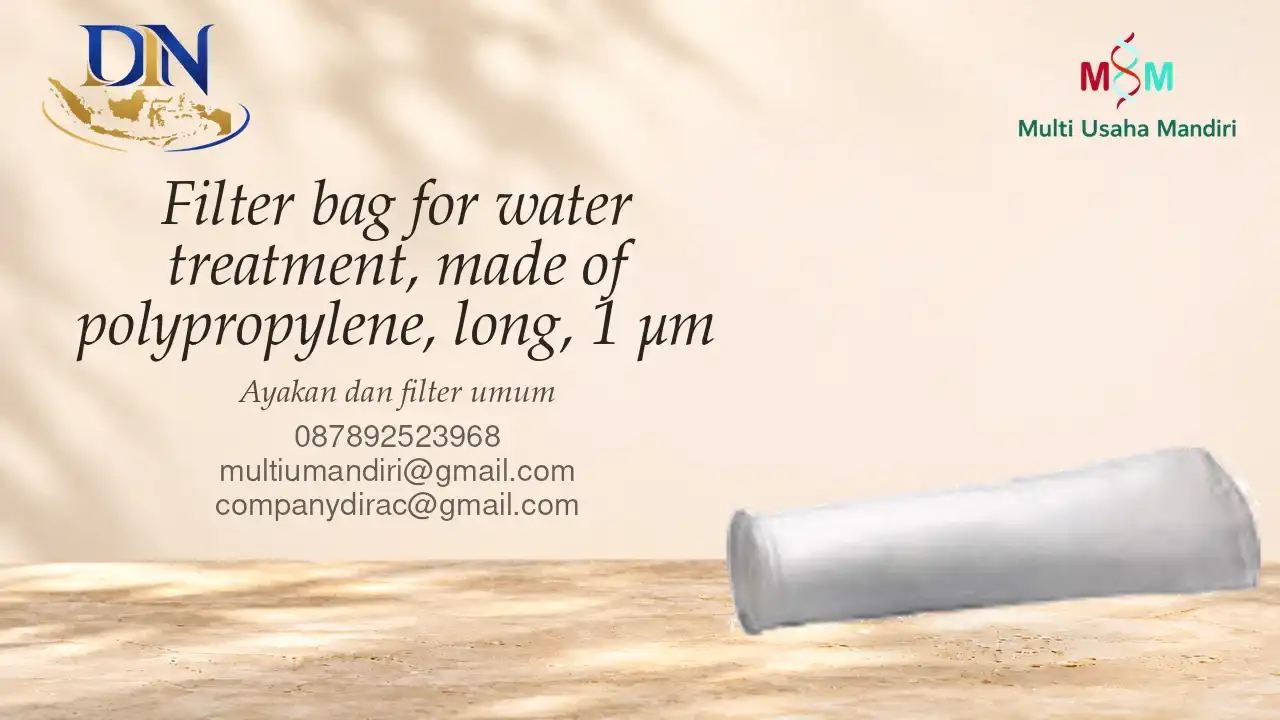 DIN
MSM
Multi Usaha Mandiri
Filter bag for water
treatment, made of
polypropylene, long, 1 µm
Ayakan dan filter umum
087892523968
multiumandiri@gmail.com
companydirac@gmail.com